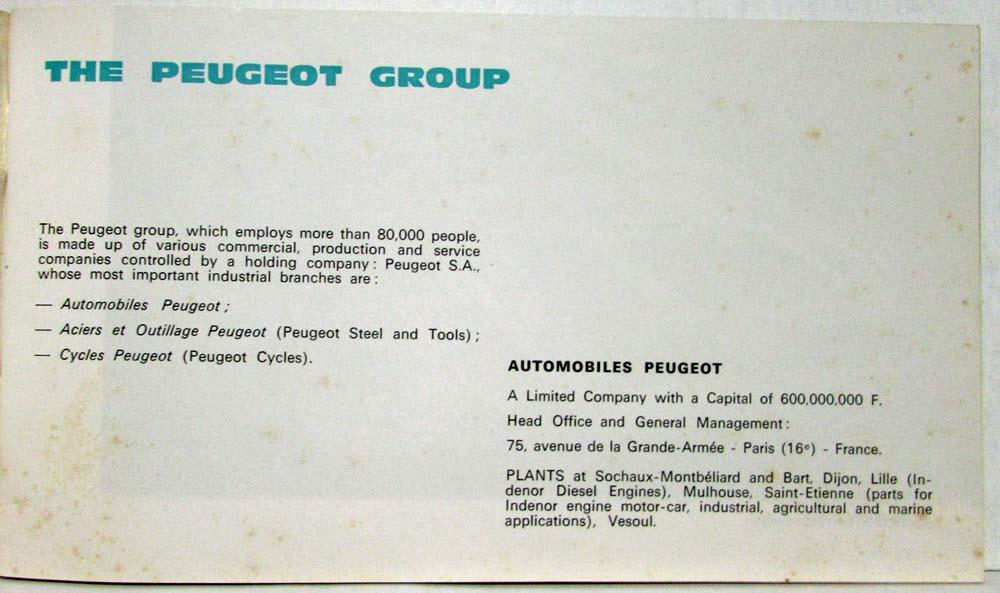 THE PEUGEOT GROUP
The Peugeot group, which employs more than 80,000 people,
is made up of various commercial, production and service
companies controlled by a holding company : Peugeot S.A.,
whose most important industrial branches are :
— Automobiles Peugeot ;
— Aciers et Outillage Peugeot (Peugeot Steel and Tools) ;
— Cycles Peugeot (Peugeot Cycles).
AUTOMOBILES PEUGEOT
A Limited Company with a Capital of 600,000,000 F.
Head Office and General Management :
75, avenue de la Grande-Armée - Paris (16e) - France.
PLANTS at Sochaux-Montbéliard and Bart, Dijon, Lille (In-
denor Diesel Engines), Mulhouse, Saint-Etienne (parts for
Indenor engine motor-car, industrial, agricultural and marine
applications), Vesoul.